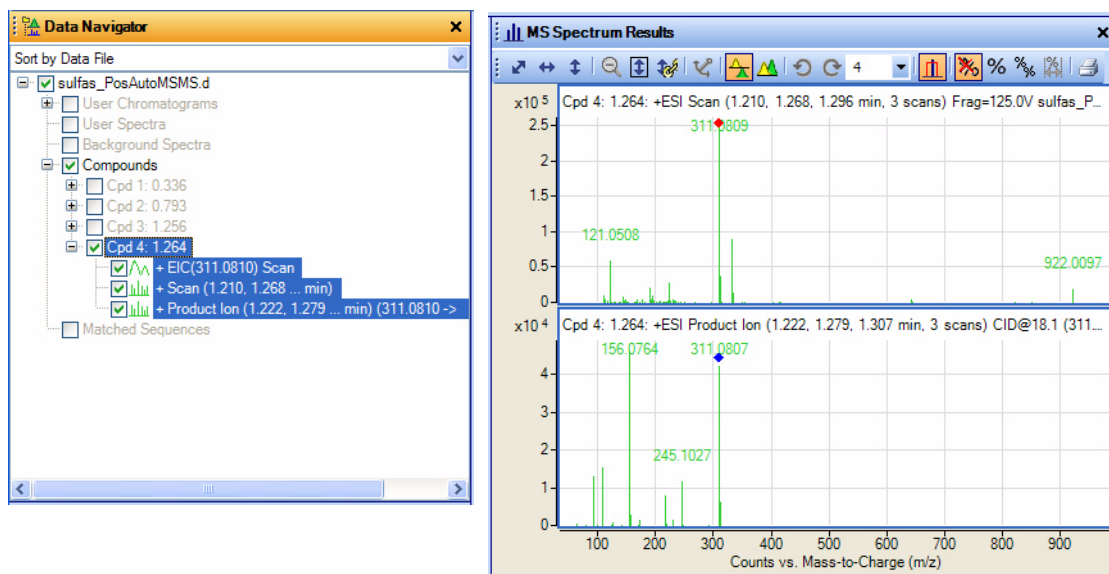 Data Navigator
Sort by Data File
sulfas_PosAutoMSMS.d
User Chromatograms
User Spectra
Background Spectra
Compounds
Cpd 1: 0.336
Cpd 2: 0.793
Cpd 3: 1.256
Cpd 4: 1.264
+ EIC(311.0810) Scan
+ Scan (1.210, 1.268 ... min)
+ Product Ion (1.222, 1.279 ... min) (311.0810 ->
Matched Sequences
MS Spectrum Results
4
x10 5 Cpd 4: 1.264: +ESI Scan (1.210, 1.268, 1.296 min, 3 scans) Frag=125.0V sulfas_P...
2.5
2
1.5
1
0.5
0
311.0809
121.0508
922.0097
x10 4 Cpd 4: 1.264: +ESI Product Ion (1.222, 1.279, 1.307 min, 3 scans) CID@18.1 (311....
4
3
2
1
0
156.0764
311.0807
245.1027
100 200 300 400 500 600 700 800 900
Counts vs. Mass-to-Charge (m/z)